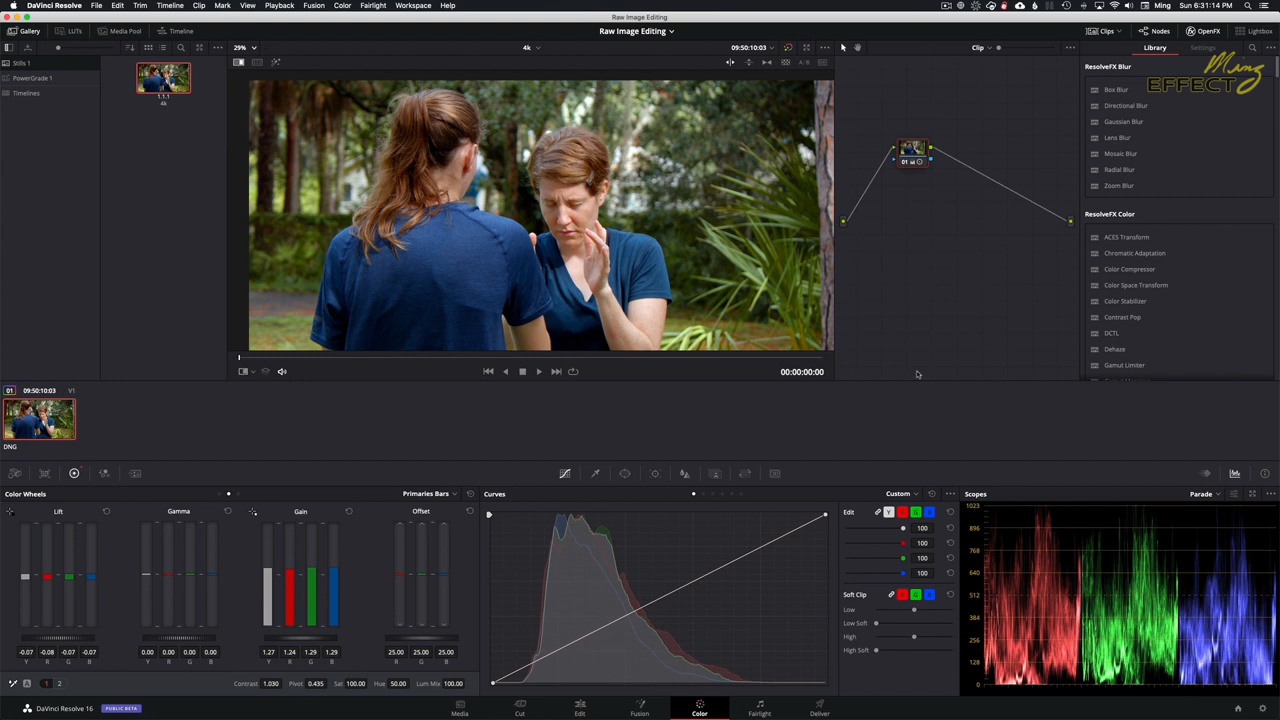 DaVinci Resolve File Edit Trim Timeline Clip Mark View Playback Fusion Color Fairlight Workspace Help Ming Sun 6:31:14 PM
Raw Image Editing
Gallery LUTs Media Pool Timeline Raw Image Editing Clips Nodes OpenFX Lightbox
29% 4k 09:50:10:03 Clip Library Settings
Stills 1
PowerGrade 1
Timelines
1.1.1
4k
01
Ming
EFFECT
ResolveFX Blur
Box Blur
Directional Blur
Gaussian Blur
Lens Blur
Mosaic Blur
Radial Blur
Zoom Blur
ResolveFX Color
ACES Transform
Chromatic Adaptation
Color Compressor
Color Space Transform
Color Stabilizer
Contrast Pop
DCTL
Dehaze
Gamut Limiter
00:00:00:00
01 09:50:10:03 V1
DNG
Color Wheels Primaries Bars
Lift Gamma Gain Offset
-0.07 -0.08 -0.07 -0.07 0.00 0.00 0.00 0.00 1.27 1.24 1.29 1.29 25.00 25.00 25.00
Y R G B Y R G B Y R G B R G B
A 1 2 Contrast 1.030 Pivot 0.435 Sat 100.00 Hue 50.00 Lum Mix 100.00
Curves Custom
Edit Y R G B
100
100
100
100
Soft Clip R G B
Low
Low Soft
High
High Soft
Scopes Parade
1023
896
768
640
512
384
256
128
0
DaVinci Resolve 16 PUBLIC BETA Media Cut Edit Fusion Color Fairlight Deliver